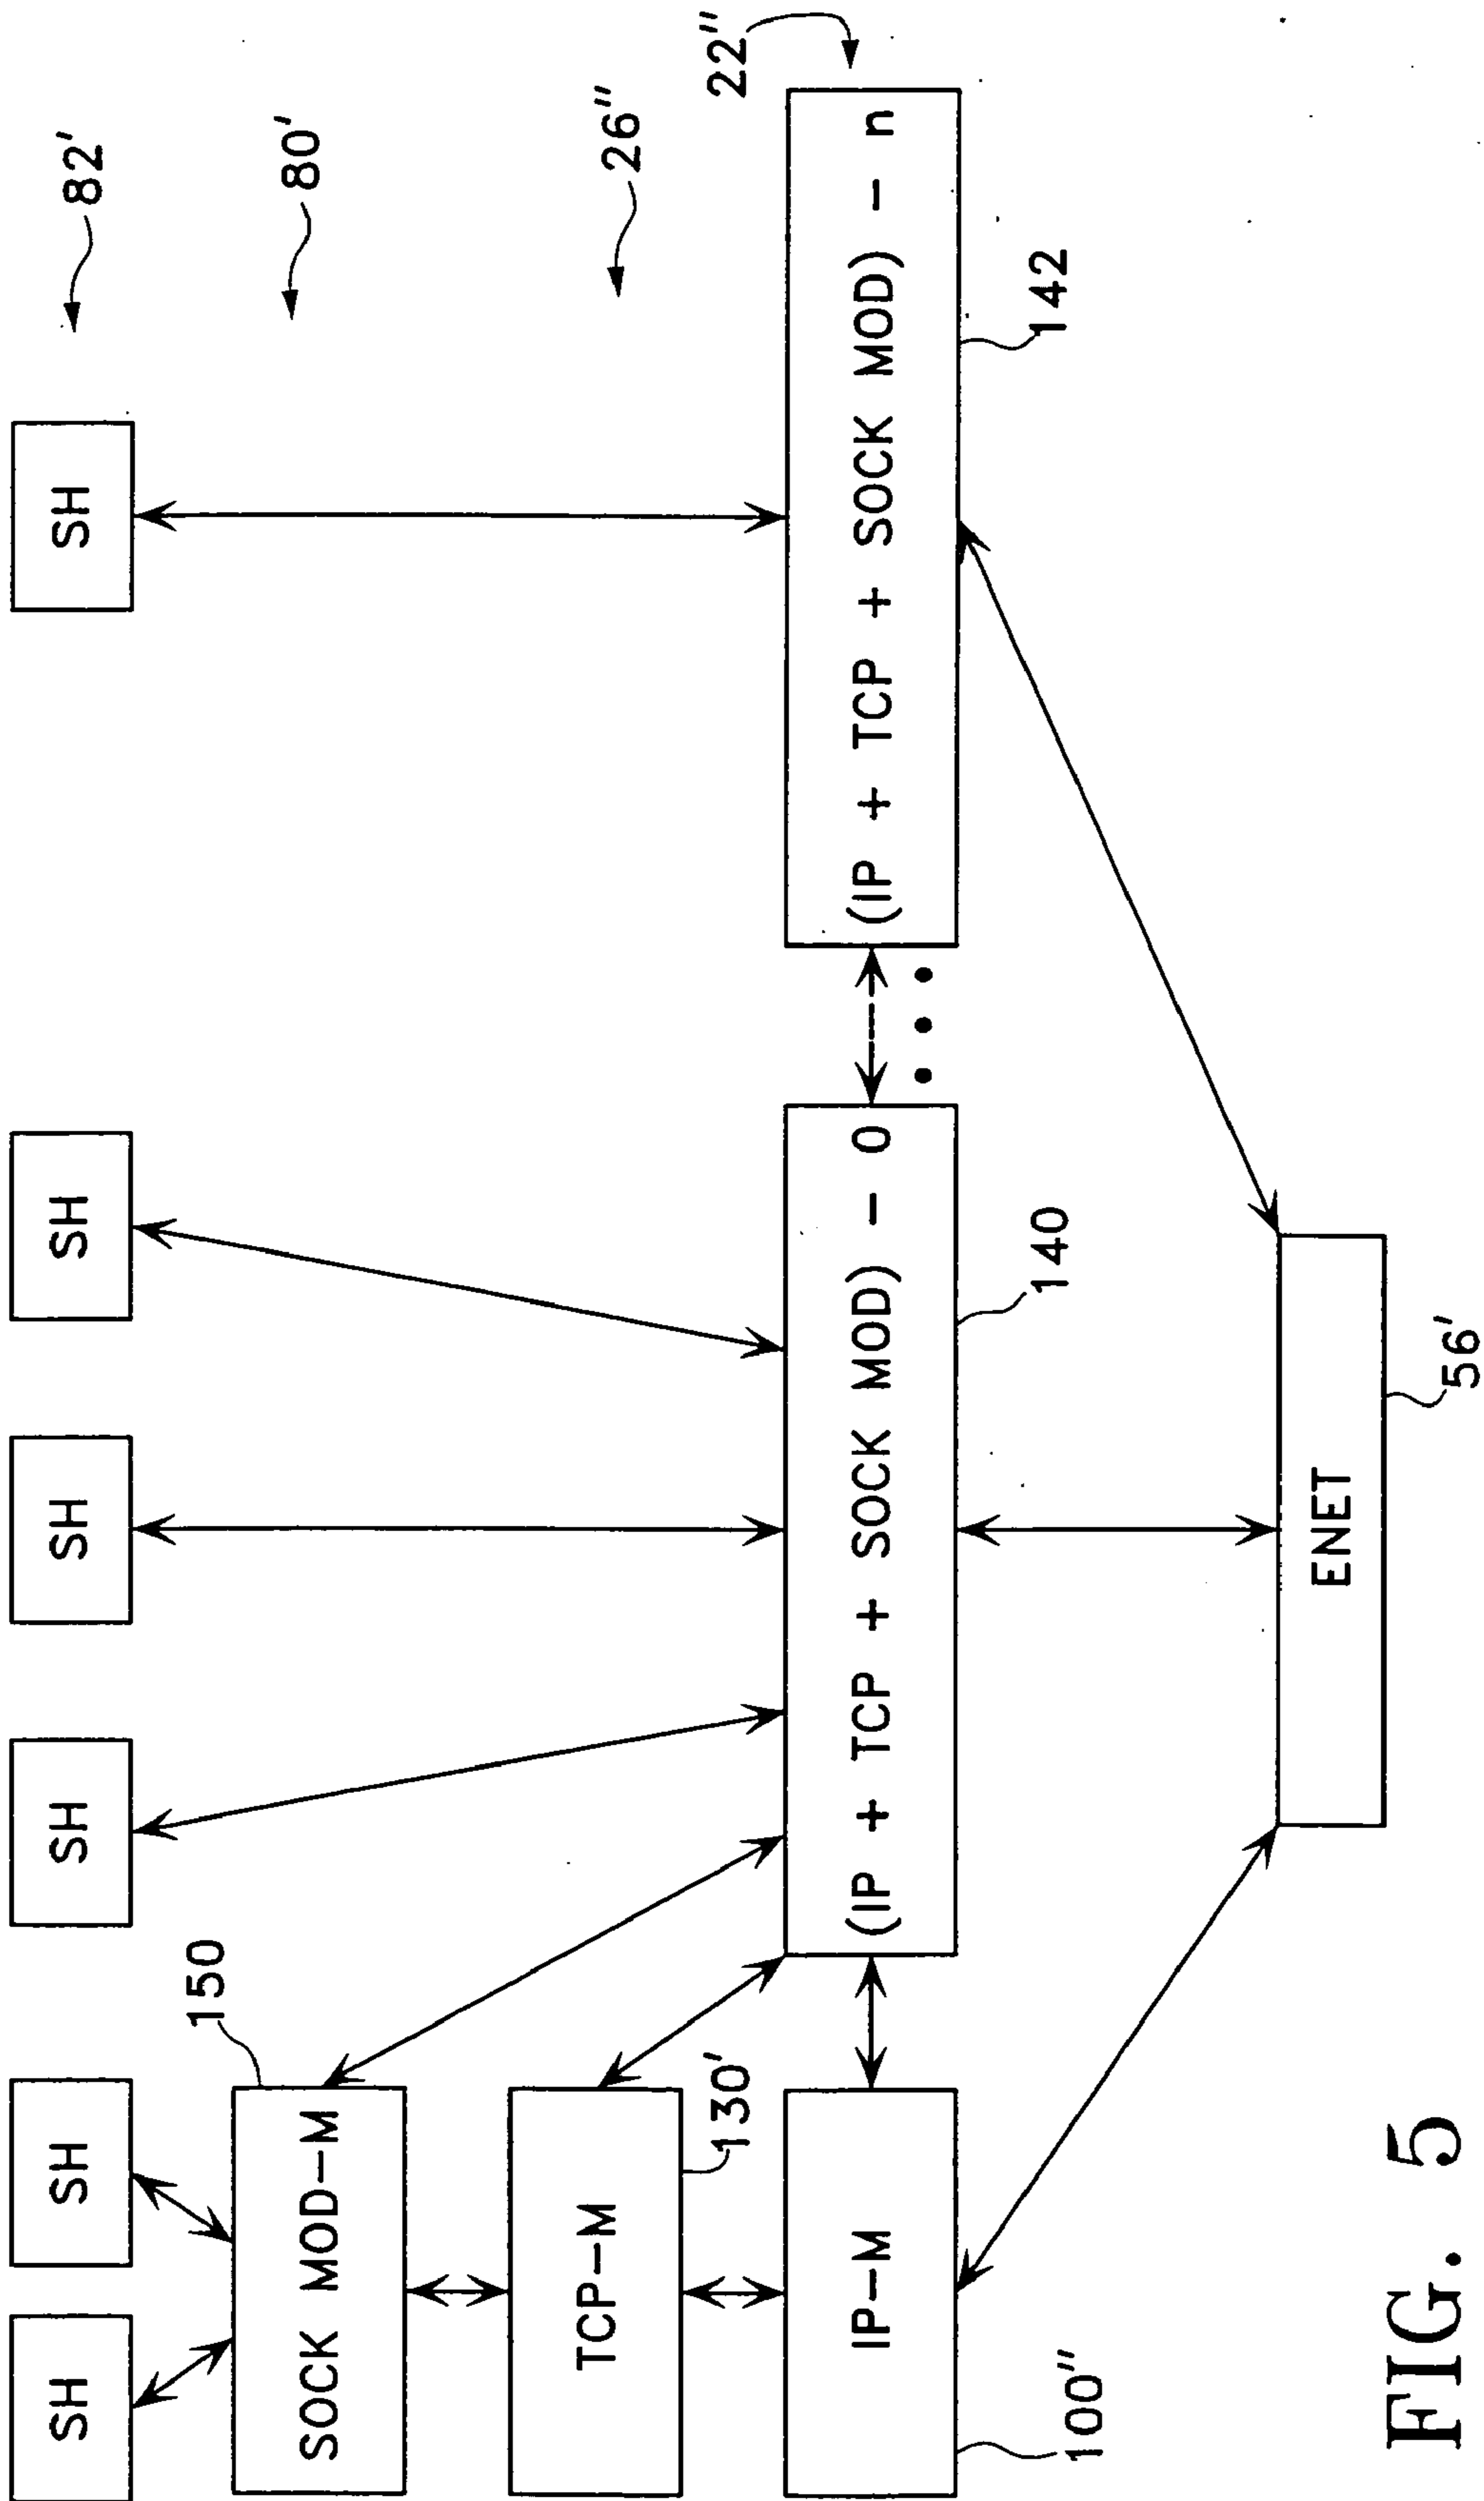 SH
SH
SH
SH
SH
SH
82′
150
80′
SOCK MOD-M
TCP-M
130′
26″
IP-M
(IP + TCP + SOCK MOD) - 0
(IP + TCP + SOCK MOD) - n
22″
100″
140
142
ENET
56′
FIG. 5